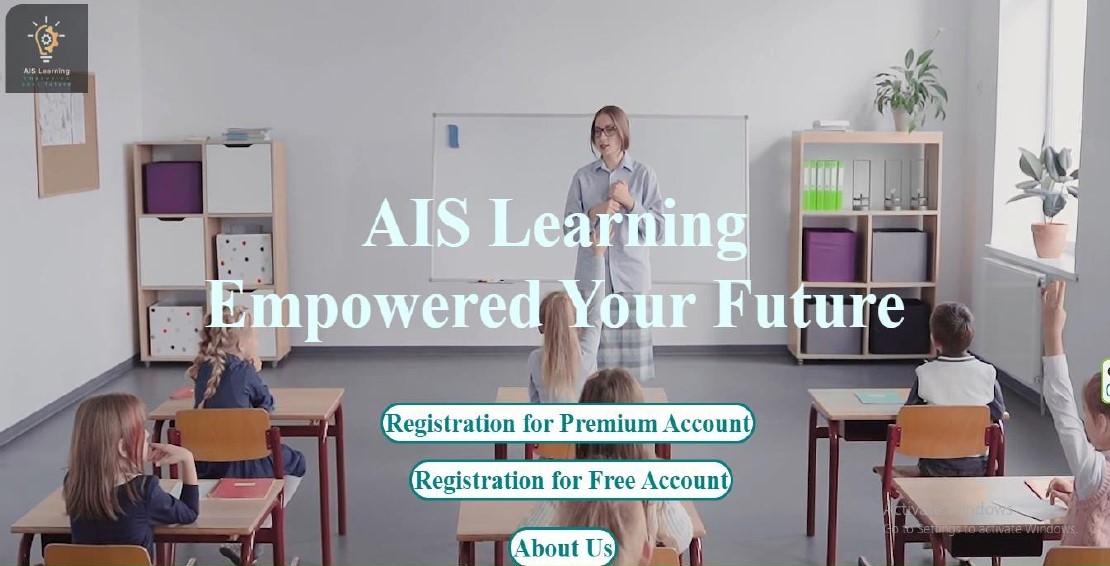 AIS Learning
AIS Learning
Empowered Your Future
Registration for Premium Account
Registration for Free Account
About Us
Activate Windows
Go to Settings to activate Windows.